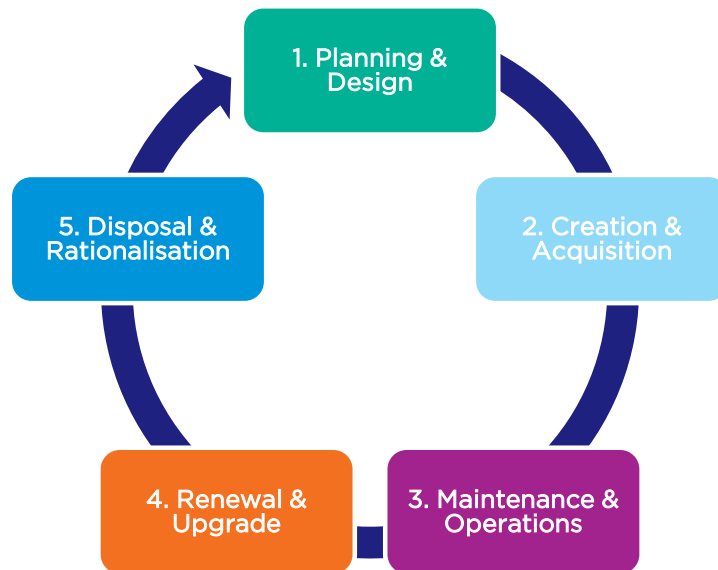 1. Planning &
Design
2. Creation &
Acquisition
3. Maintenance &
Operations
4. Renewal &
Upgrade
5. Disposal &
Rationalisation